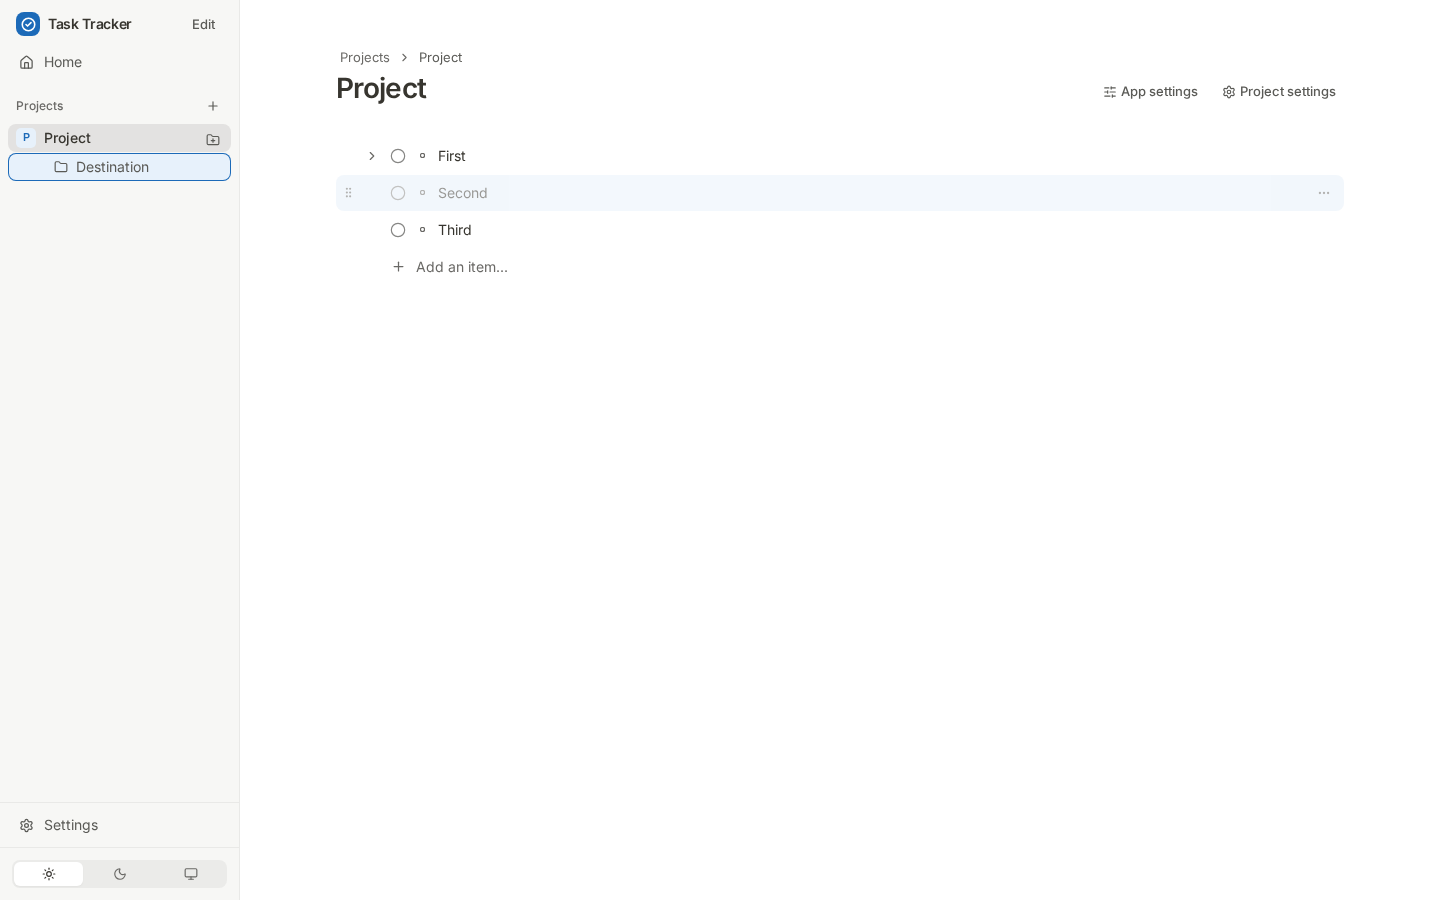 Task Tracker
Edit
Home
Projects
P Project
Destination
Settings
Projects Project
Project
App settings
Project settings
First
Second
Third
Add an item...